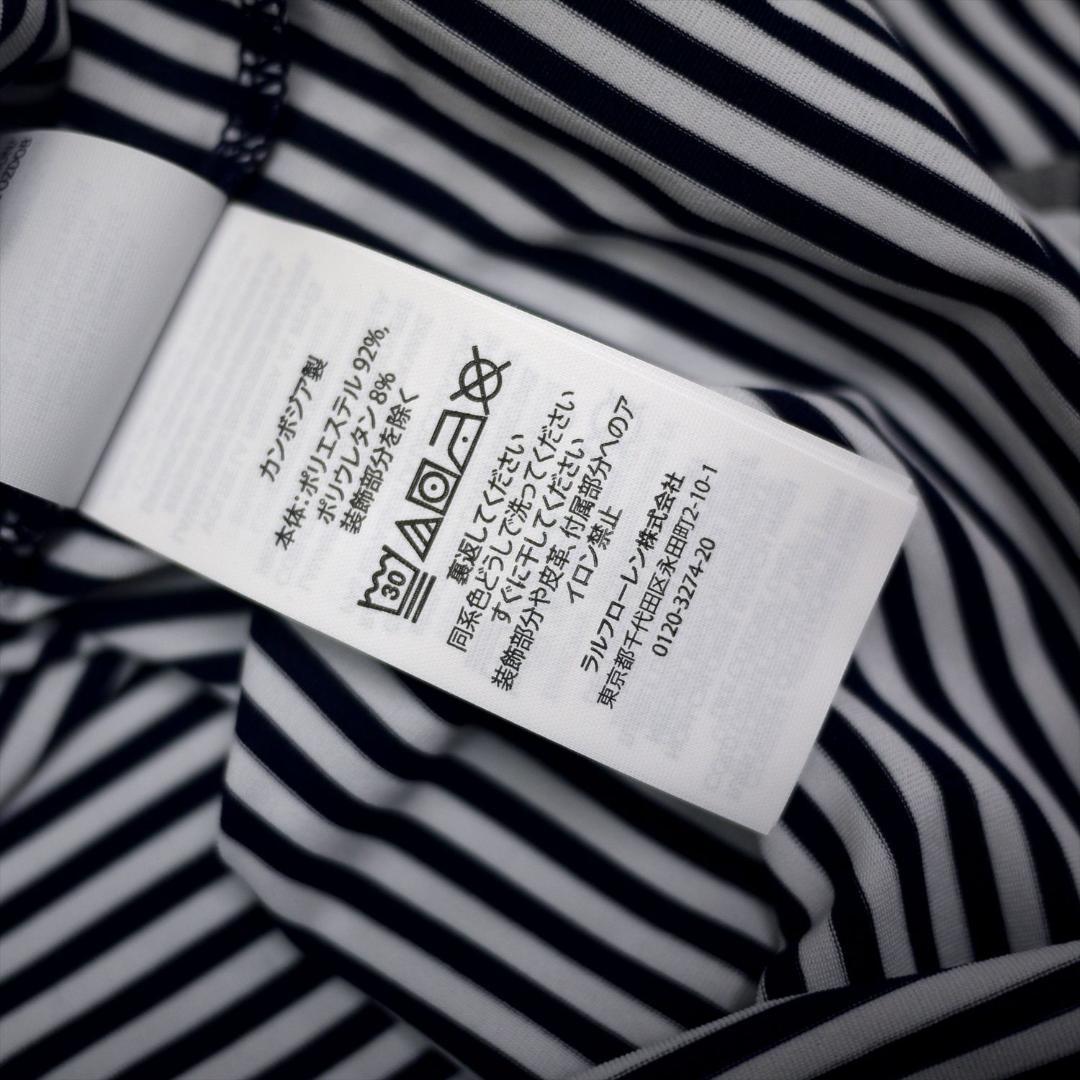 カンボジア製
本体：ポリエステル 92%,
ポリウレタン 8%
装飾部分を除く
30
裏返してください
同系色どうしで洗ってください
すぐに干してください
装飾部分や皮革、付属部分へのア
イロン禁止
ラルフローレン株式会社
東京都千代田区永田町2-10-1
0120-3274-20